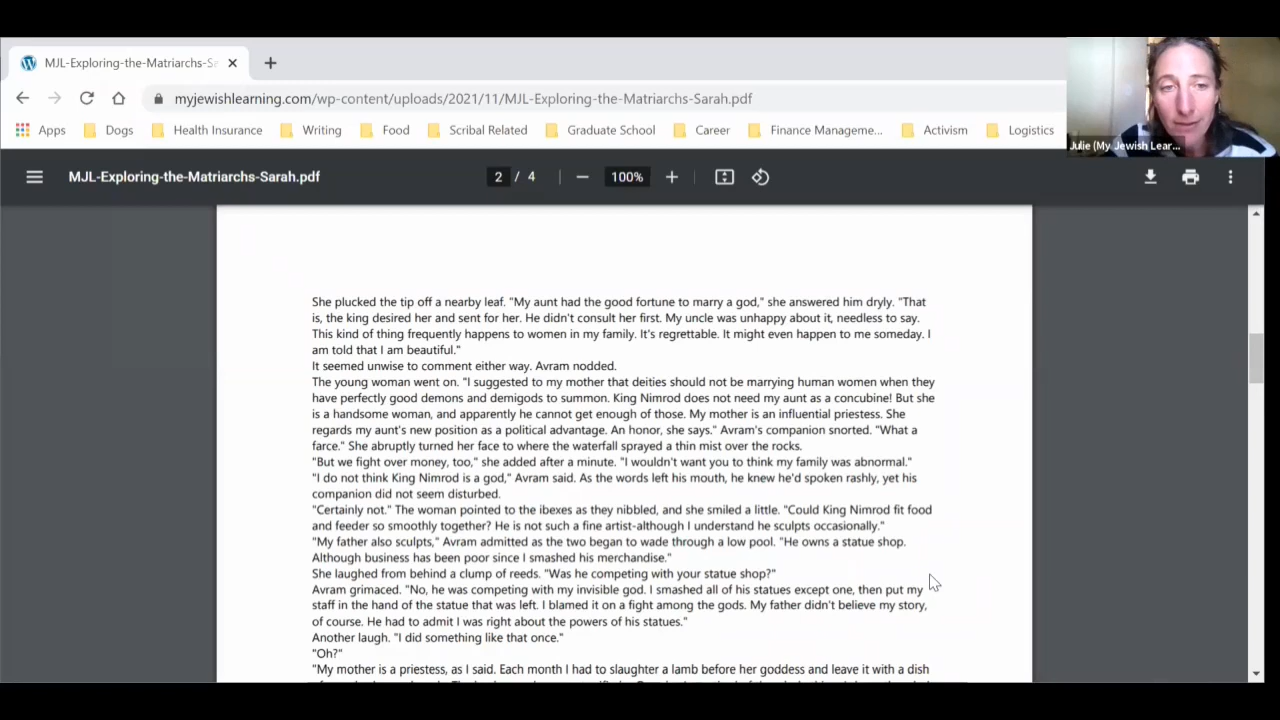 MJL-Exploring-the-Matriarchs-Sa
myjewishlearning.com/wp-content/uploads/2021/11/MJL-Exploring-the-Matriarchs-Sarah.pdf
Apps Dogs Health Insurance Writing Food Scribal Related Graduate School Career Finance Manageme... Activism Logistics
Julie (My Jewish Lear...
MJL-Exploring-the-Matriarchs-Sarah.pdf 2 / 4 100%
She plucked the tip off a nearby leaf. "My aunt had the good fortune to marry a god," she answered him dryly. "That
is, the king desired her and sent for her. He didn't consult her first. My uncle was unhappy about it, needless to say.
This kind of thing frequently happens to women in my family. It's regrettable. It might even happen to me someday. I
am told that I am beautiful."
It seemed unwise to comment either way. Avram nodded.
The young woman went on. "I suggested to my mother that deities should not be marrying human women when they
have perfectly good demons and demigods to summon. King Nimrod does not need my aunt as a concubine! But she
is a handsome woman, and apparently he cannot get enough of those. My mother is an influential priestess. She
regards my aunt's new position as a political advantage. An honor, she says." Avram's companion snorted. "What a
farce." She abruptly turned her face to where the waterfall sprayed a thin mist over the rocks.
"But we fight over money, too," she added after a minute. "I wouldn't want you to think my family was abnormal."
"I do not think King Nimrod is a god," Avram said. As the words left his mouth, he knew he'd spoken rashly, yet his
companion did not seem disturbed.
"Certainly not." The woman pointed to the ibexes as they nibbled, and she smiled a little. "Could King Nimrod fit food
and feeder so smoothly together? He is not such a fine artist-although I understand he sculpts occasionally."
"My father also sculpts," Avram admitted as the two began to wade through a low pool. "He owns a statue shop.
Although business has been poor since I smashed his merchandise."
She laughed from behind a clump of reeds. "Was he competing with your statue shop?"
Avram grimaced. "No, he was competing with my invisible god. I smashed all of his statues except one, then put my
staff in the hand of the statue that was left. I blamed it on a fight among the gods. My father didn't believe my story,
of course. He had to admit I was right about the powers of his statues."
Another laugh. "I did something like that once."
"Oh?"
"My mother is a priestess, as I said. Each month I had to slaughter a lamb before her goddess and leave it with a dish